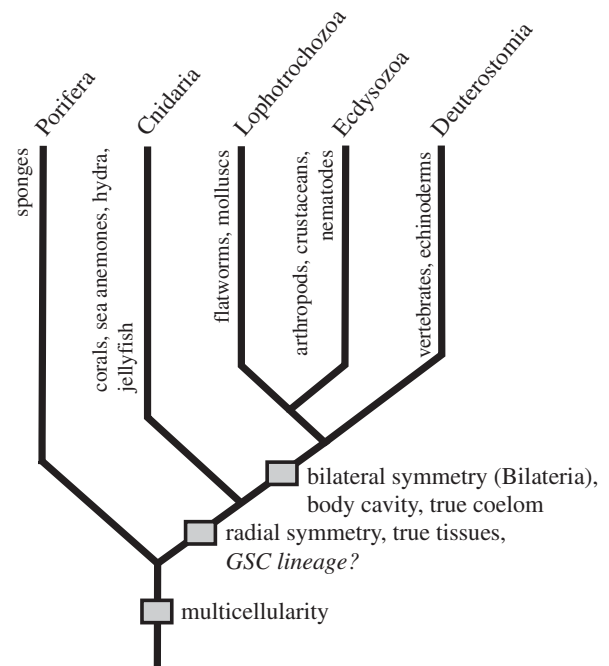 Porifera
Cnidaria
Lophotrochozoa
Ecdysozoa
Deuterostomia
sponges
corals, sea anemones, hydra,
jellyfish
flatworms, molluscs
arthropods, crustaceans,
nematodes
vertebrates, echinoderms
bilateral symmetry (Bilateria),
body cavity, true coelom
radial symmetry, true tissues,
GSC lineage?
multicellularity